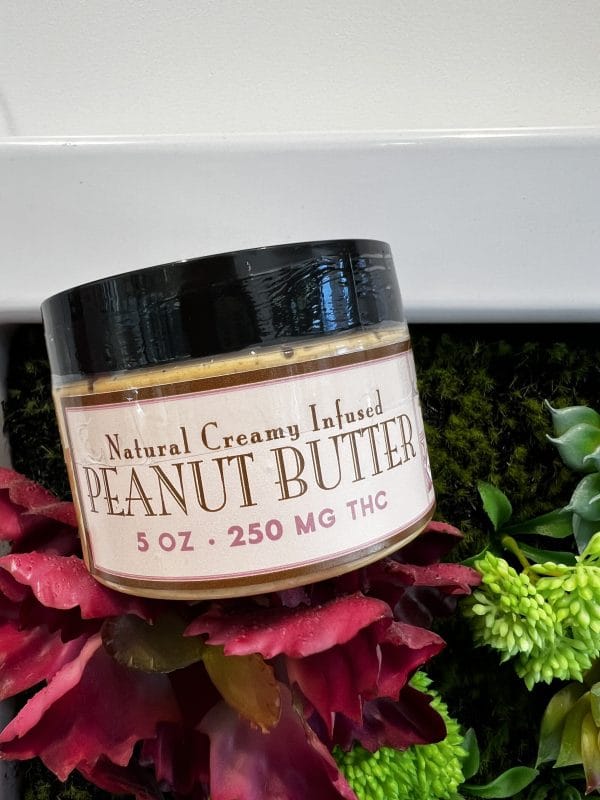 Natural Creamy Infused
PEANUT BUTTER
5 OZ · 250 MG THC